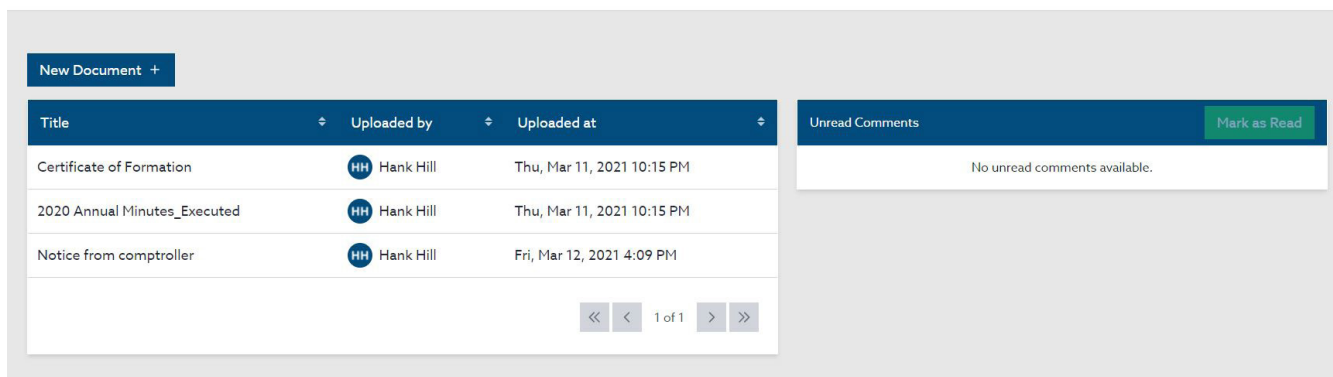 New Document +
Title Uploaded by Uploaded at
Certificate of Formation HH Hank Hill Thu, Mar 11, 2021 10:15 PM
2020 Annual Minutes_Executed HH Hank Hill Thu, Mar 11, 2021 10:15 PM
Notice from comptroller HH Hank Hill Fri, Mar 12, 2021 4:09 PM
1 of 1
Unread Comments Mark as Read
No unread comments available.